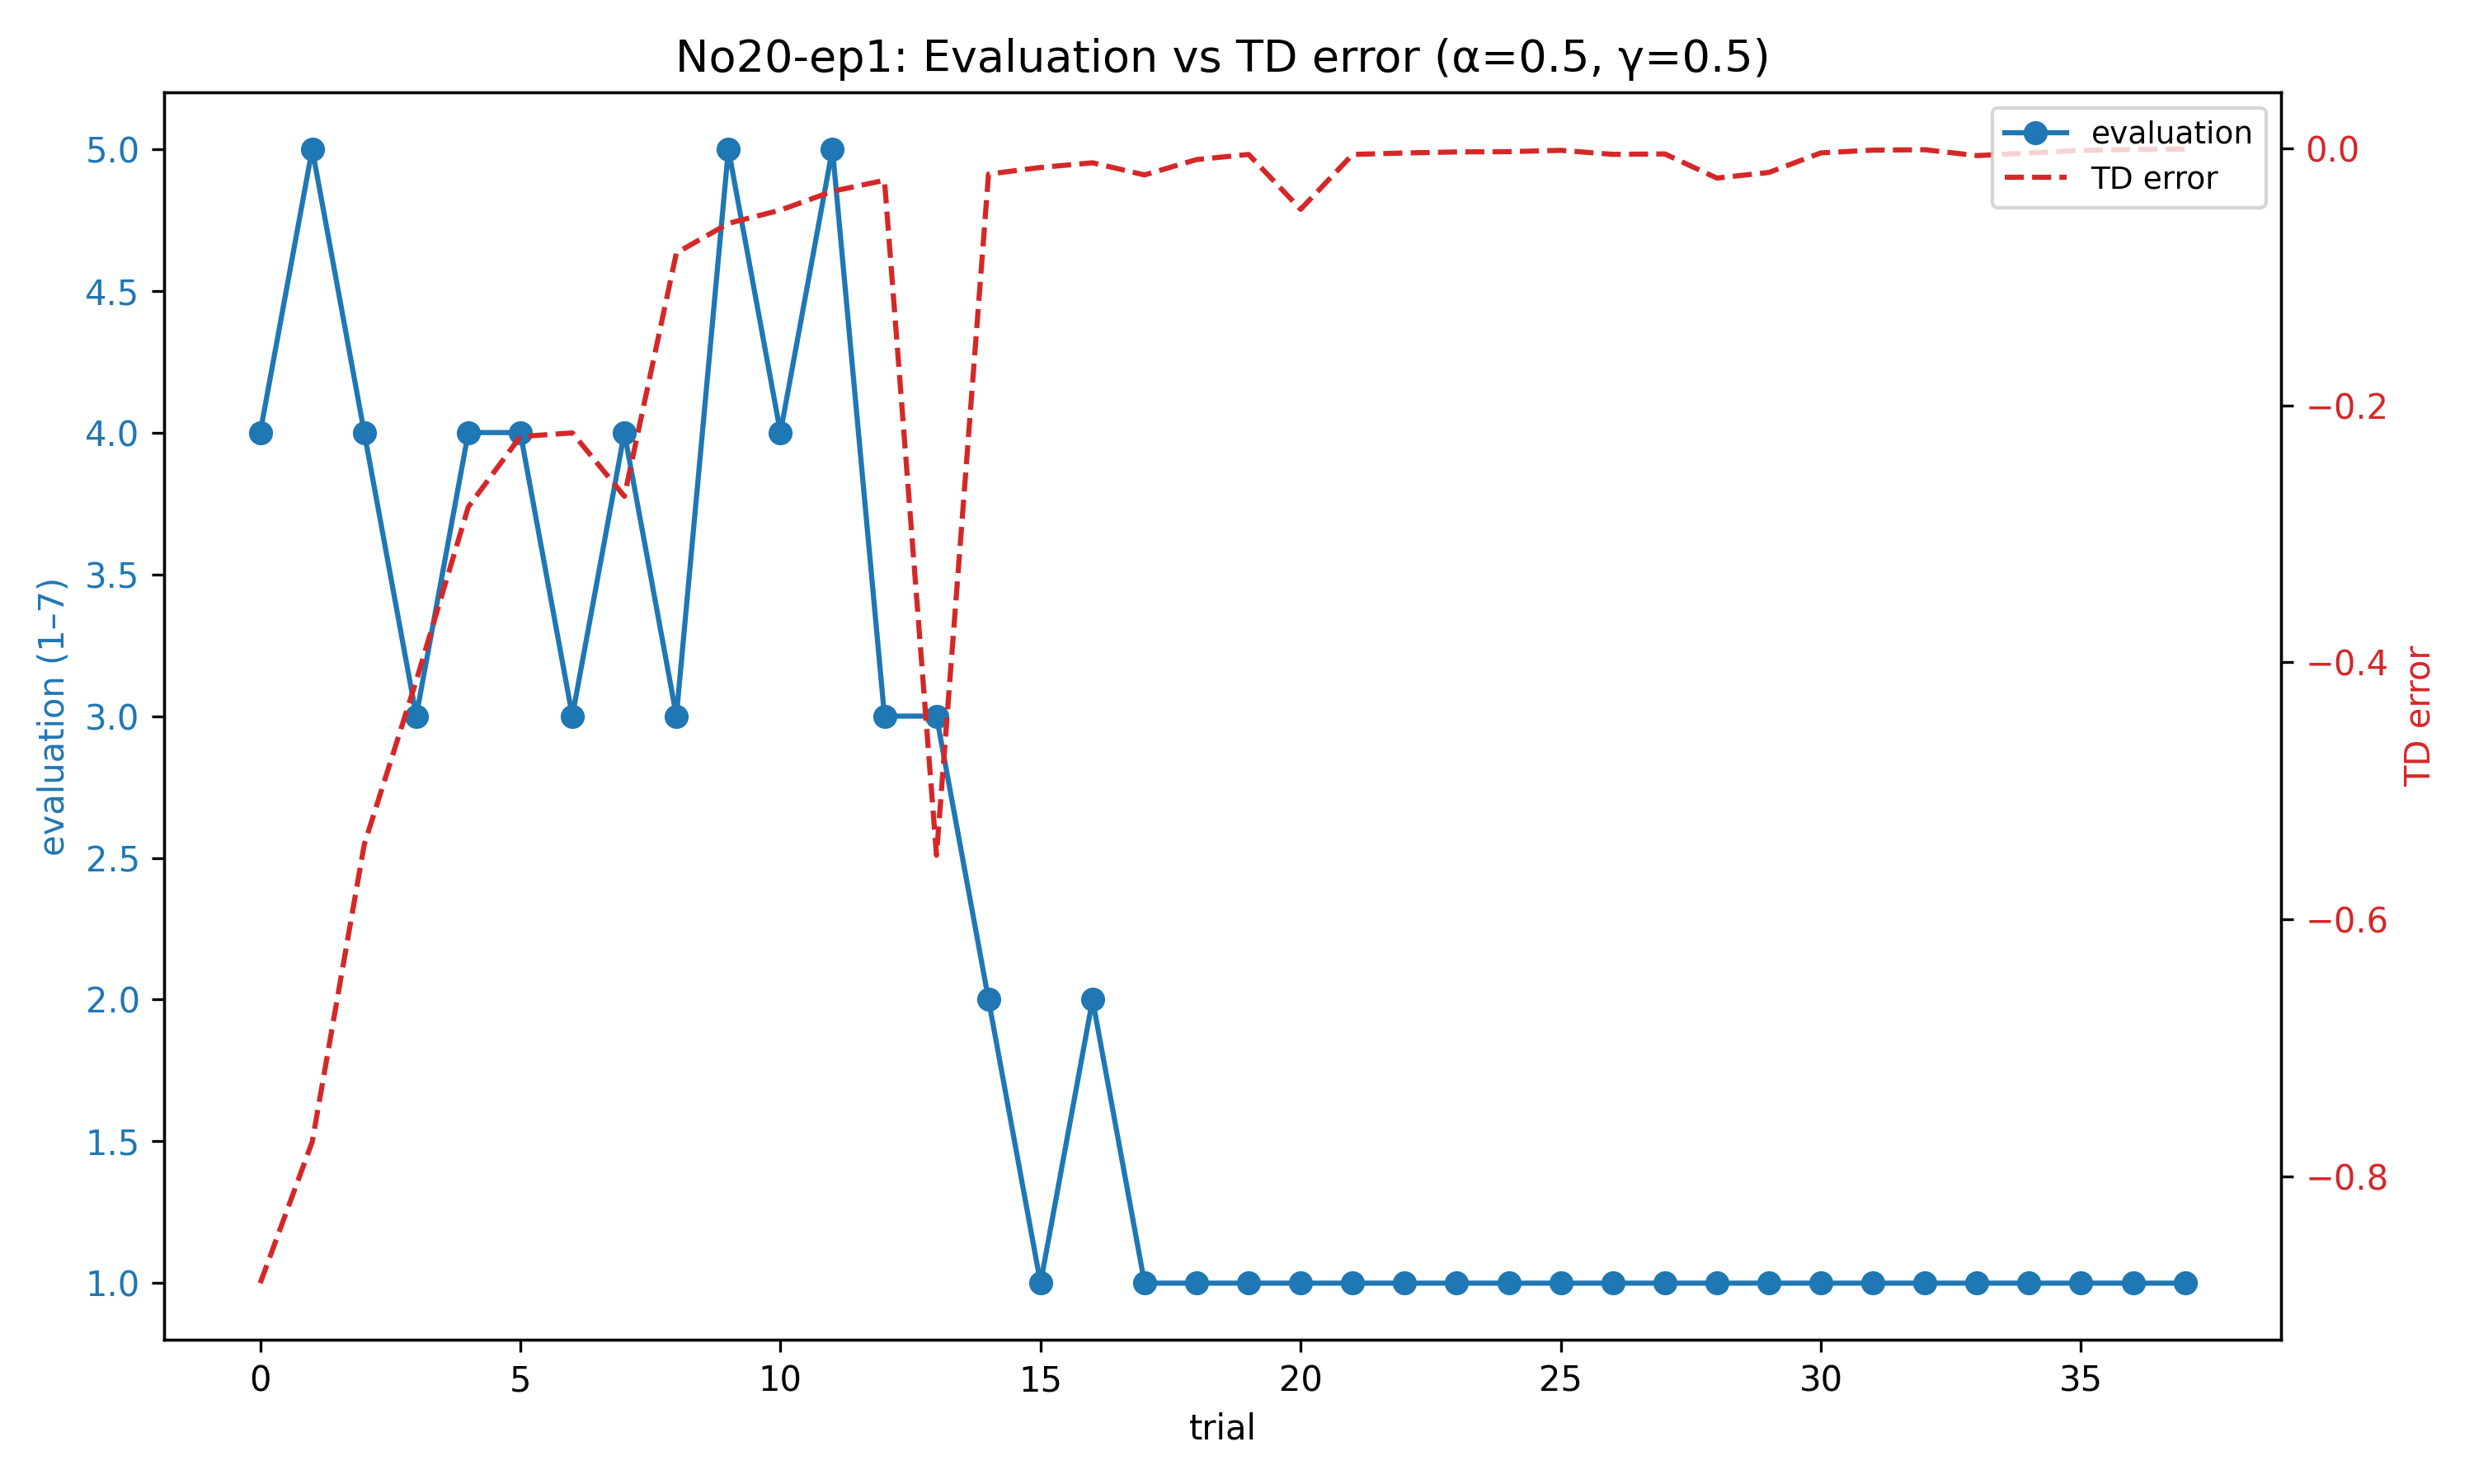 No20-ep1: Evaluation vs TD error (α=0.5, γ=0.5)
evaluation
TD error
5.0
4.5
4.0
3.5
3.0
2.5
2.0
1.5
1.0
evaluation (1–7)
0.0
−0.2
−0.4
−0.6
−0.8
TD error
0 5 10 15 20 25 30 35
trial